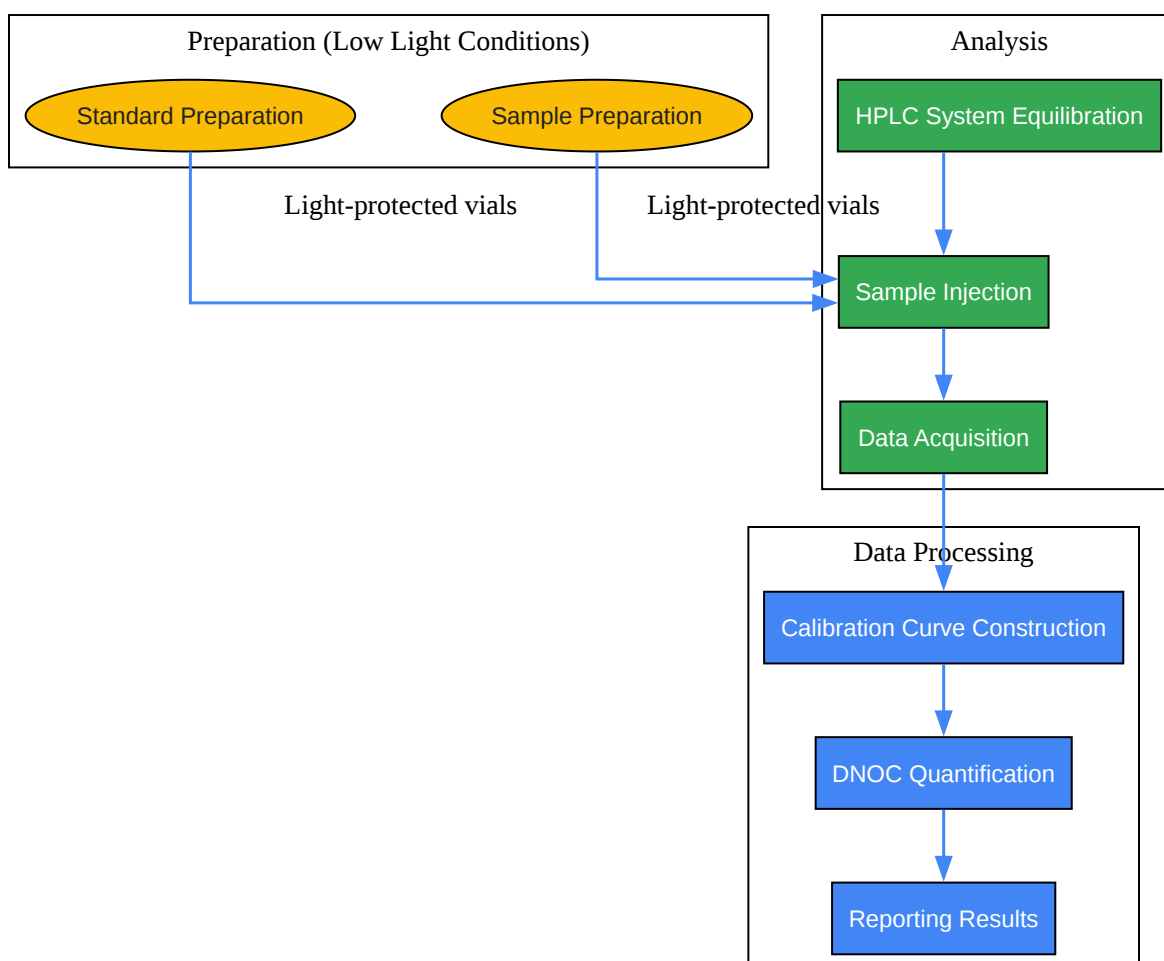 Preparation (Low Light Conditions)
Standard Preparation
Sample Preparation
Light-protected vials
Light-protected vials
Analysis
HPLC System Equilibration
Sample Injection
Data Acquisition
Data Processing
Calibration Curve Construction
DNOC Quantification
Reporting Results